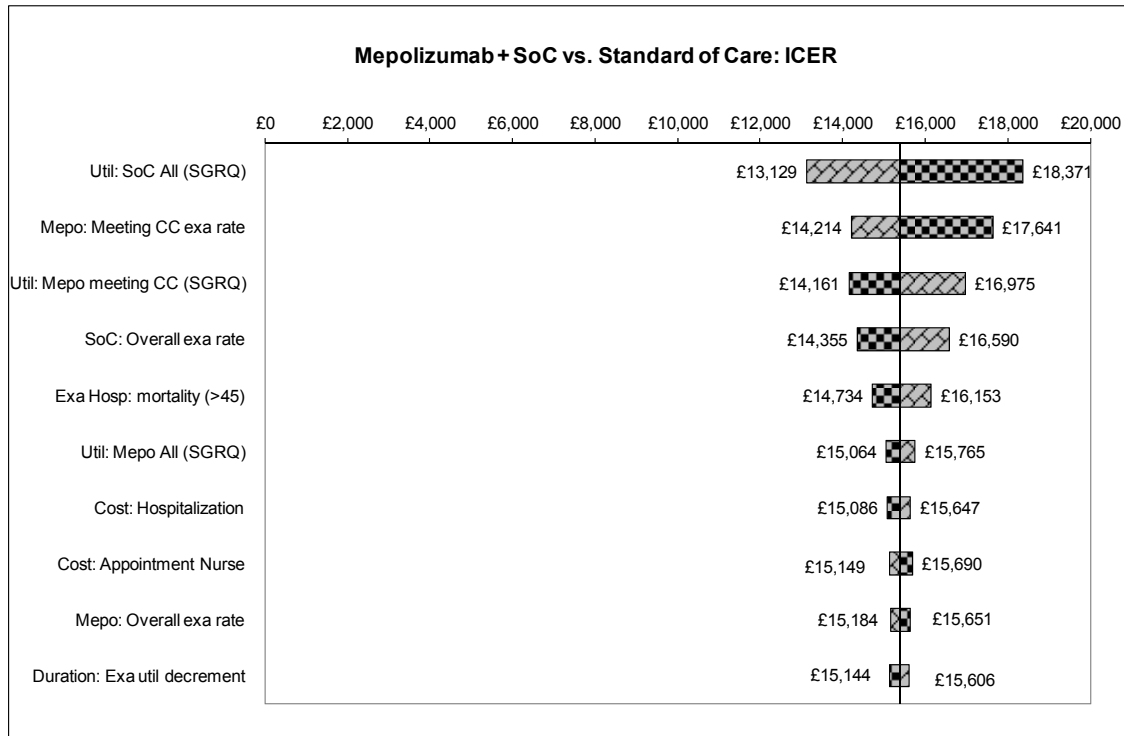 Mepolizumab + SoC vs. Standard of Care: ICER
£0 £2,000 £4,000 £6,000 £8,000 £10,000 £12,000 £14,000 £16,000 £18,000 £20,000
Util: SoC All (SGRQ) £13,129 £18,371
Mepo: Meeting CC exa rate £14,214 £17,641
Util: Mepo meeting CC (SGRQ) £14,161 £16,975
SoC: Overall exa rate £14,355 £16,590
Exa Hosp: mortality (>45) £14,734 £16,153
Util: Mepo All (SGRQ) £15,064 £15,765
Cost: Hospitalization £15,086 £15,647
Cost: Appointment Nurse £15,149 £15,690
Mepo: Overall exa rate £15,184 £15,651
Duration: Exa util decrement £15,144 £15,606